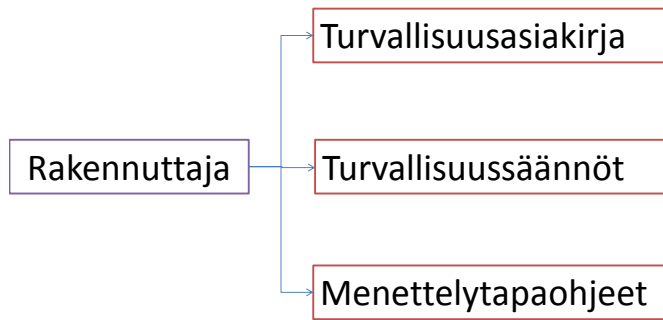 Turvallisuusasiakirja
Rakennuttaja
Turvallisuussäännöt
Menettelytapaohjeet